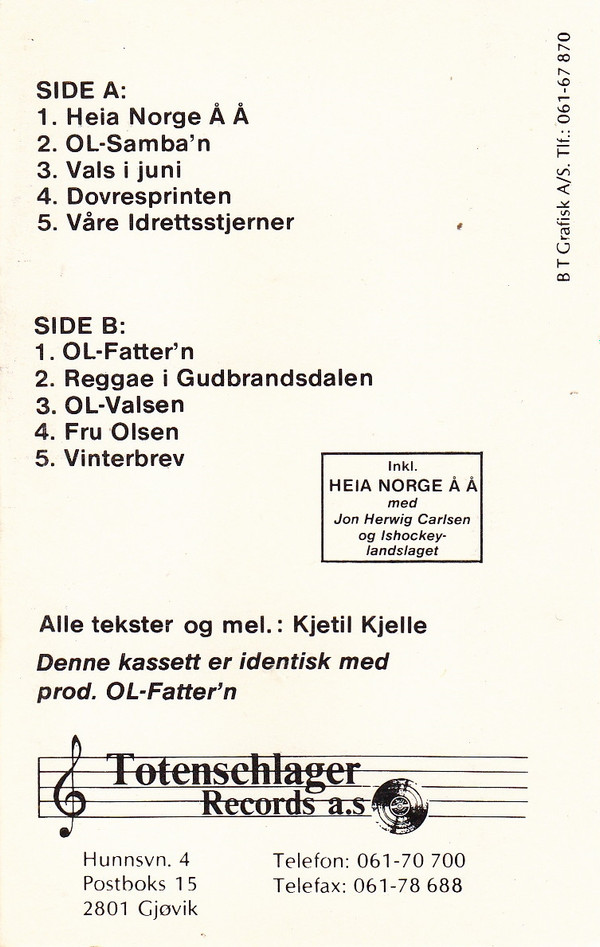 SIDE A:
1. Heia Norge Å Å
2. OL-Samba'n
3. Vals i juni
4. Dovresprinten
5. Våre Idrettsstjerner
BT Grafisk A/S. Tlf.: 061-67 870
SIDE B:
1. OL-Fatter'n
2. Reggae i Gudbrandsdalen
3. OL-Valsen
4. Fru Olsen
5. Vinterbrev
Inkl.
HEIA NORGE Å Å
med
Jon Herwig Carlsen
og Ishockey-
landslaget
Alle tekster og mel.: Kjetil Kjelle
Denne kassett er identisk med
prod. OL-Fatter'n
Totenschlager
Records a.s
Hunnsvn. 4
Postboks 15
2801 Gjøvik
Telefon: 061-70 700
Telefax: 061-78 688